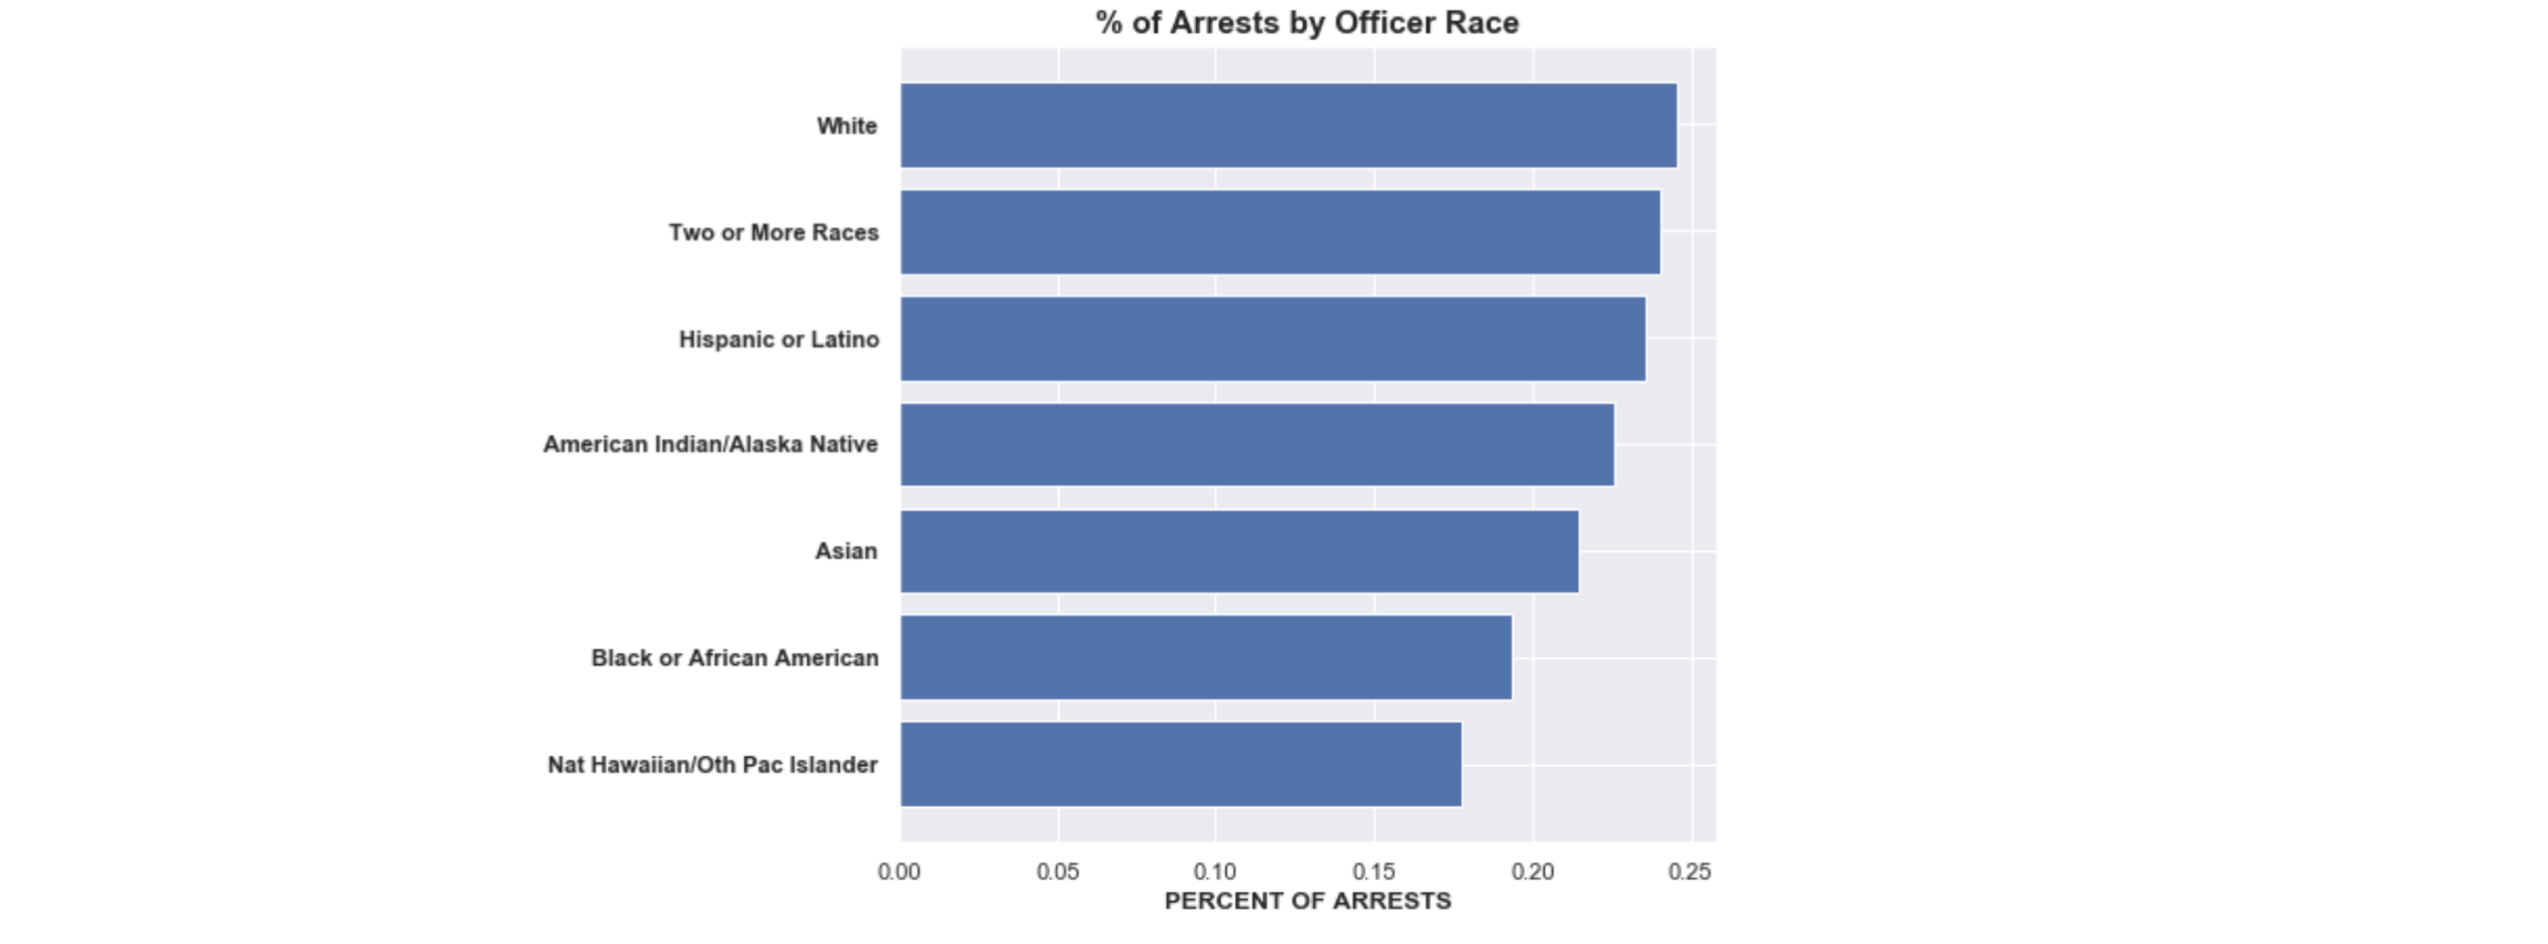 % of Arrests by Officer Race
White
Two or More Races
Hispanic or Latino
American Indian/Alaska Native
Asian
Black or African American
Nat Hawaiian/Oth Pac Islander
0.00 0.05 0.10 0.15 0.20 0.25
PERCENT OF ARRESTS